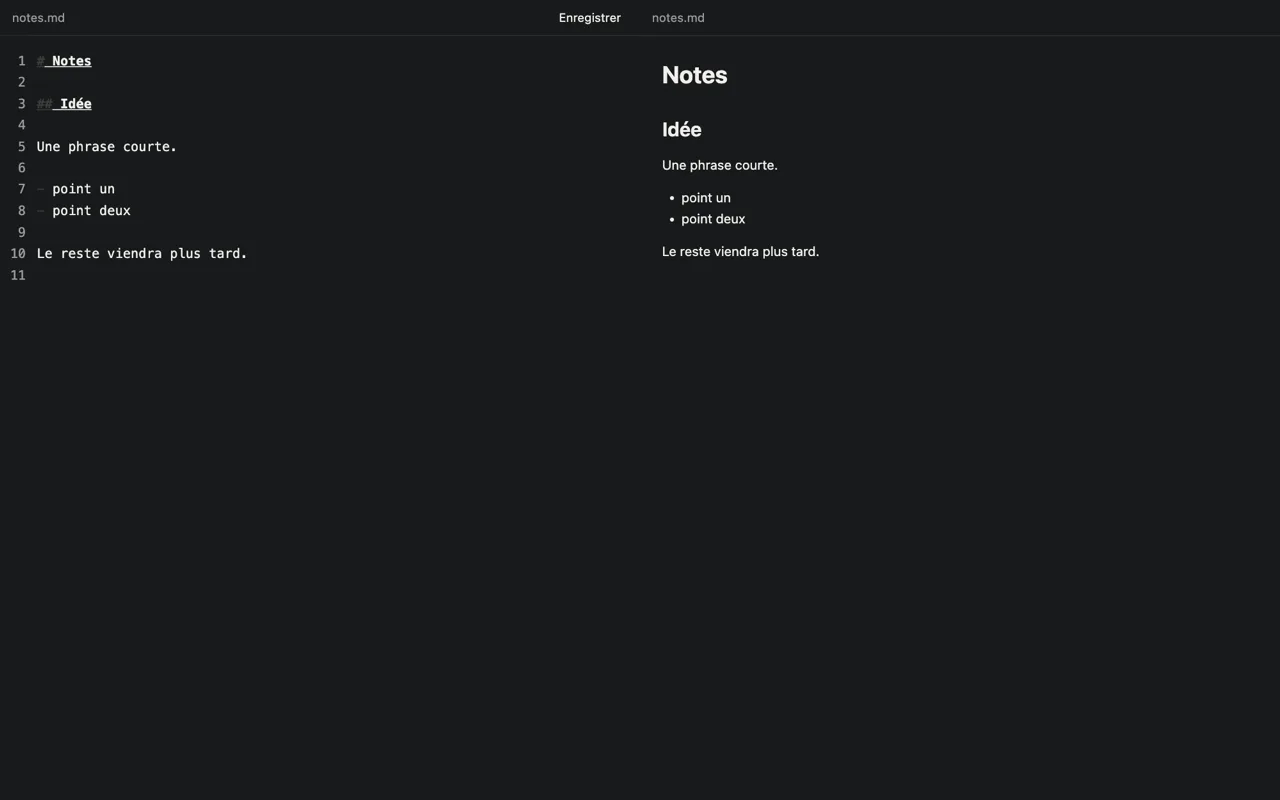 notes.md
Enregistrer
notes.md
1 # Notes
2
3 ## Idée
4
5 Une phrase courte.
6
7 - point un
8 - point deux
9
10 Le reste viendra plus tard.
11
Notes
Idée
Une phrase courte.
• point un
• point deux
Le reste viendra plus tard.